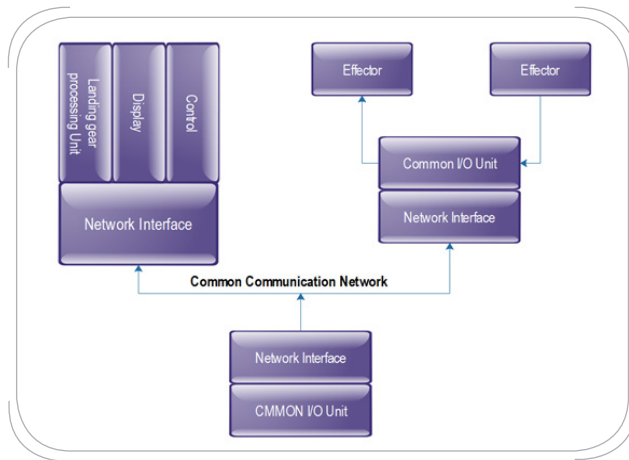 Landing gear
processing Unit
Display
Control
Network Interface
Effector
Effector
Common I/O Unit
Network Interface
Common Communication Network
Network Interface
CMMON I/O Unit